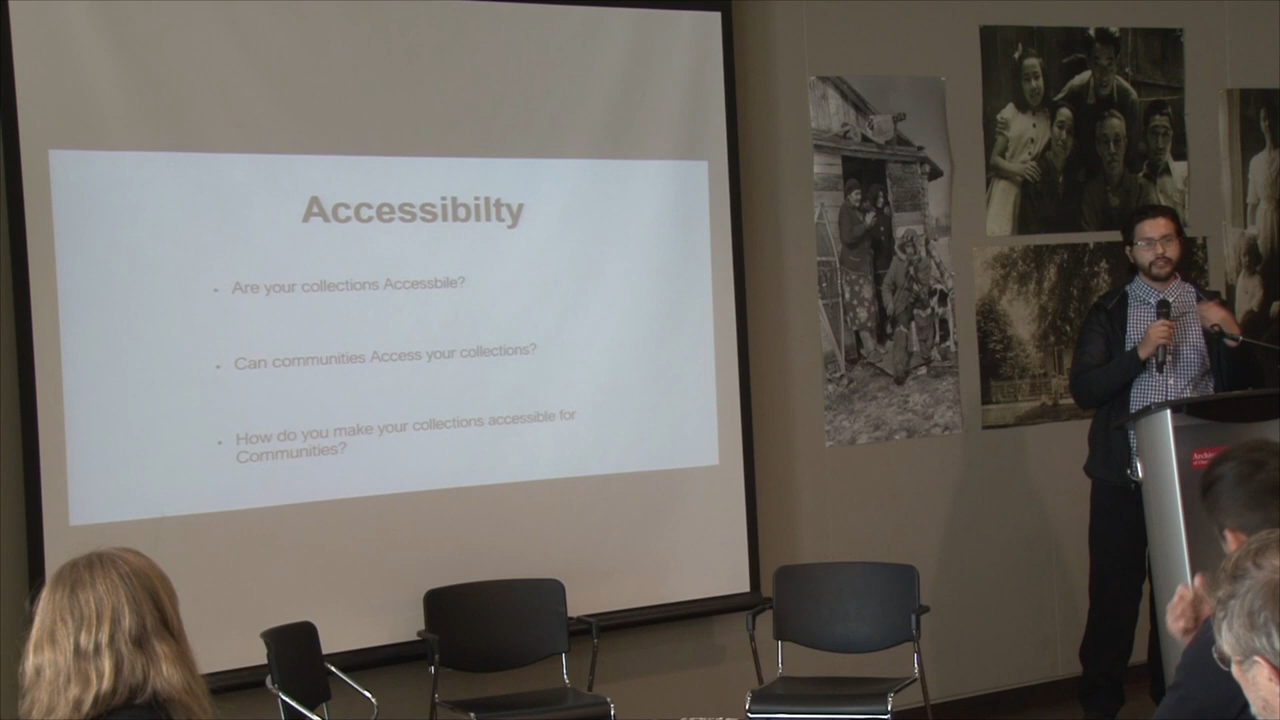 Accessibilty
• Are your collections Accessbile?
• Can communities Access your collections?
• How do you make your collections accessible for
Communities?